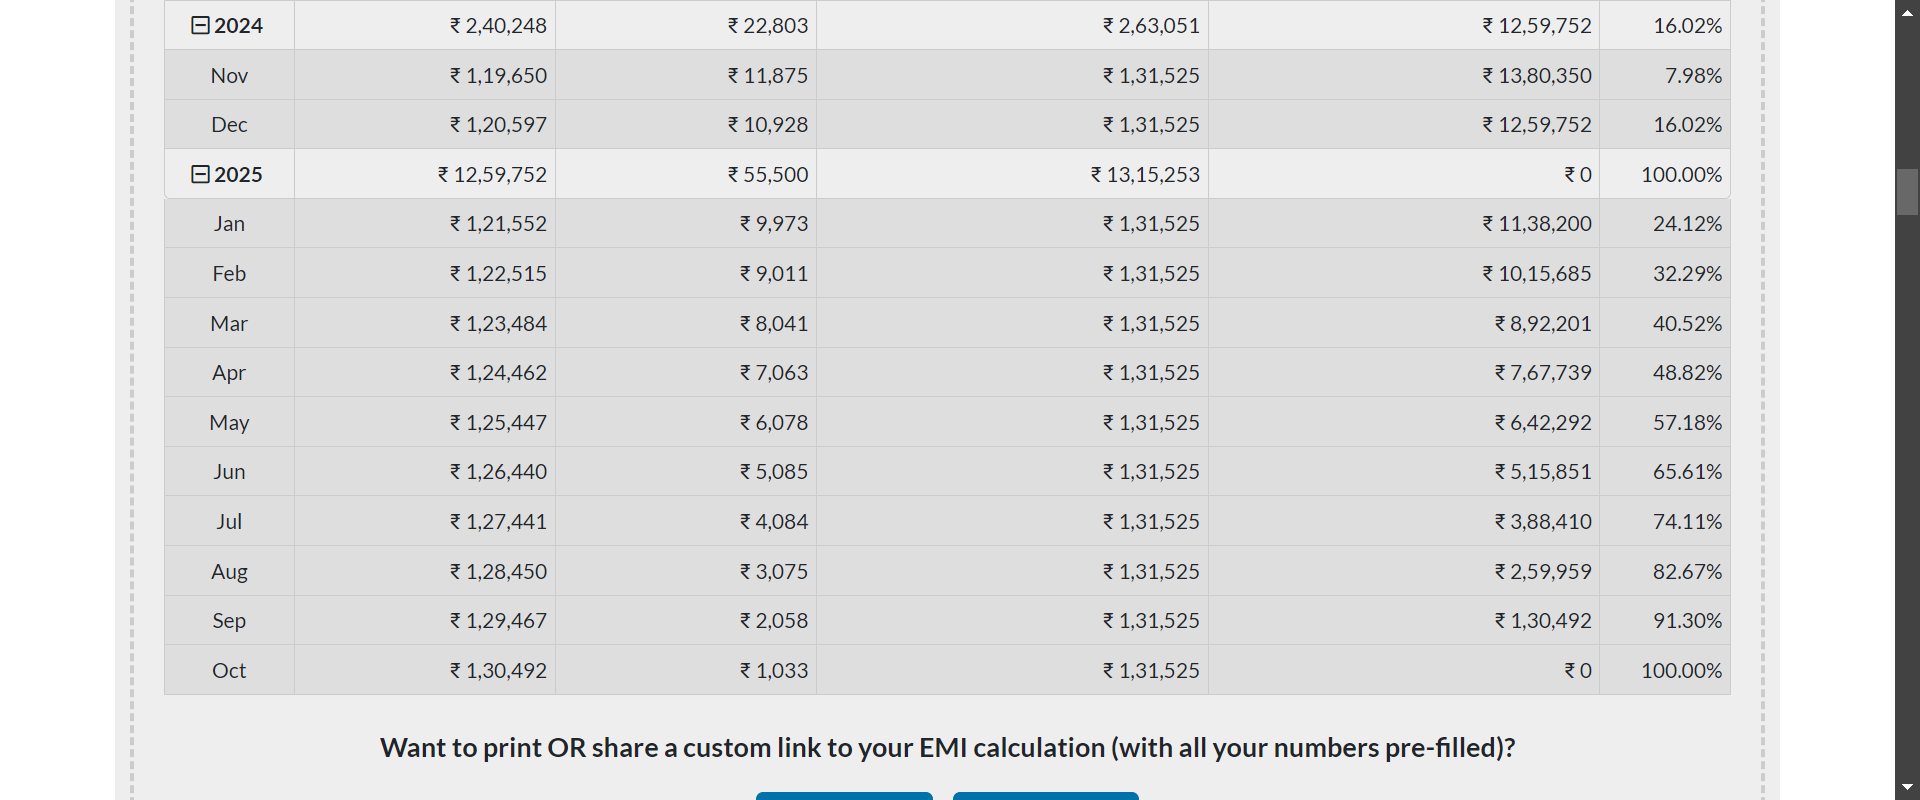 2024 ₹ 2,40,248 ₹ 22,803 ₹ 2,63,051 ₹ 12,59,752 16.02%
Nov ₹ 1,19,650 ₹ 11,875 ₹ 1,31,525 ₹ 13,80,350 7.98%
Dec ₹ 1,20,597 ₹ 10,928 ₹ 1,31,525 ₹ 12,59,752 16.02%
2025 ₹ 12,59,752 ₹ 55,500 ₹ 13,15,253 ₹ 0 100.00%
Jan ₹ 1,21,552 ₹ 9,973 ₹ 1,31,525 ₹ 11,38,200 24.12%
Feb ₹ 1,22,515 ₹ 9,011 ₹ 1,31,525 ₹ 10,15,685 32.29%
Mar ₹ 1,23,484 ₹ 8,041 ₹ 1,31,525 ₹ 8,92,201 40.52%
Apr ₹ 1,24,462 ₹ 7,063 ₹ 1,31,525 ₹ 7,67,739 48.82%
May ₹ 1,25,447 ₹ 6,078 ₹ 1,31,525 ₹ 6,42,292 57.18%
Jun ₹ 1,26,440 ₹ 5,085 ₹ 1,31,525 ₹ 5,15,851 65.61%
Jul ₹ 1,27,441 ₹ 4,084 ₹ 1,31,525 ₹ 3,88,410 74.11%
Aug ₹ 1,28,450 ₹ 3,075 ₹ 1,31,525 ₹ 2,59,959 82.67%
Sep ₹ 1,29,467 ₹ 2,058 ₹ 1,31,525 ₹ 1,30,492 91.30%
Oct ₹ 1,30,492 ₹ 1,033 ₹ 1,31,525 ₹ 0 100.00%
Want to print OR share a custom link to your EMI calculation (with all your numbers pre-filled)?